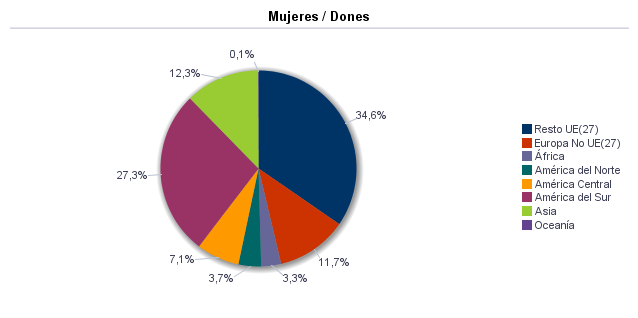 Mujeres / Dones
0,1%
12,3%
34,6%
27,3%
7,1%
3,7%
3,3%
11,7%
Resto UE(27)
Europa No UE(27)
África
América del Norte
América Central
América del Sur
Asia
Oceanía